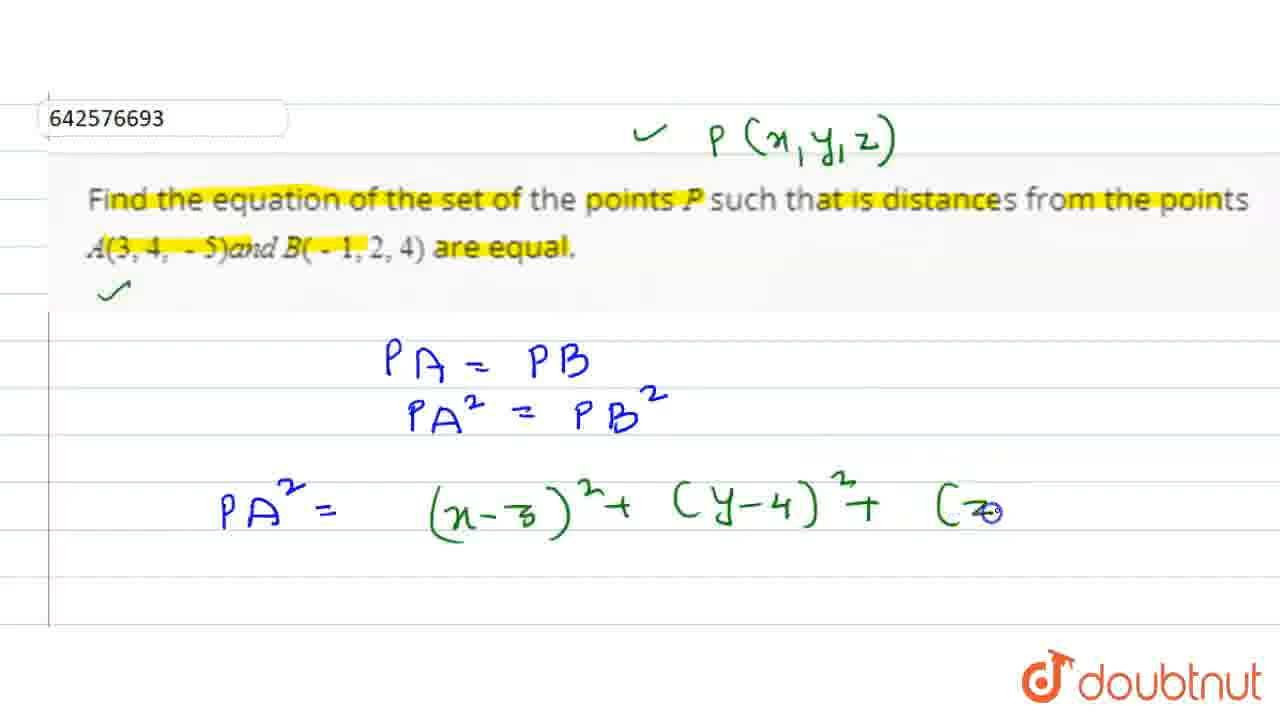 642576693
✓ P(x, y, z)
Find the equation of the set of the points P such that is distances from the points
A(3, 4, - 5)and B( - 1, 2, 4) are equal.
✓
PA = PB
PA² = PB²
PA² = (x-3)² + (y-4)² + (z
doubtnut